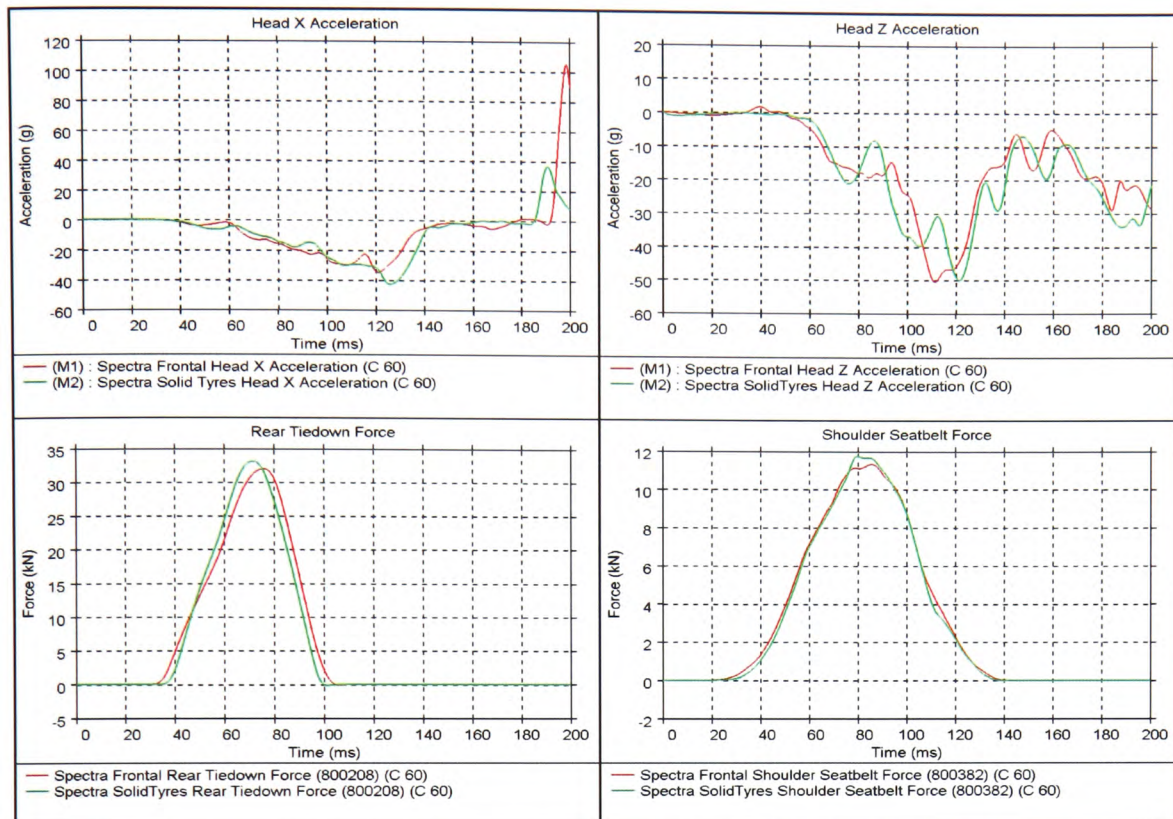 Head X Acceleration
Acceleration (g)
120
100
80
60
40
20
0
-20
-40
-60
0 20 40 60 80 100 120 140 160 180 200
Time (ms)
(M1) : Spectra Frontal Head X Acceleration (C 60)
(M2) : Spectra Solid Tyres Head X Acceleration (C 60)
Head Z Acceleration
Acceleration (g)
20
10
0
-10
-20
-30
-40
-50
-60
0 20 40 60 80 100 120 140 160 180 200
Time (ms)
(M1) : Spectra Frontal Head Z Acceleration (C 60)
(M2) : Spectra SolidTyres Head Z Acceleration (C 60)
Rear Tiedown Force
Force (kN)
35
30
25
20
15
10
5
0
-5
0 20 40 60 80 100 120 140 160 180 200
Time (ms)
Spectra Frontal Rear Tiedown Force (800208) (C 60)
Spectra SolidTyres Rear Tiedown Force (800208) (C 60)
Shoulder Seatbelt Force
Force (kN)
12
10
8
6
4
2
0
-2
0 20 40 60 80 100 120 140 160 180 200
Time (ms)
Spectra Frontal Shoulder Seatbelt Force (800382) (C 60)
Spectra SolidTyres Shoulder Seatbelt Force (800382) (C 60)